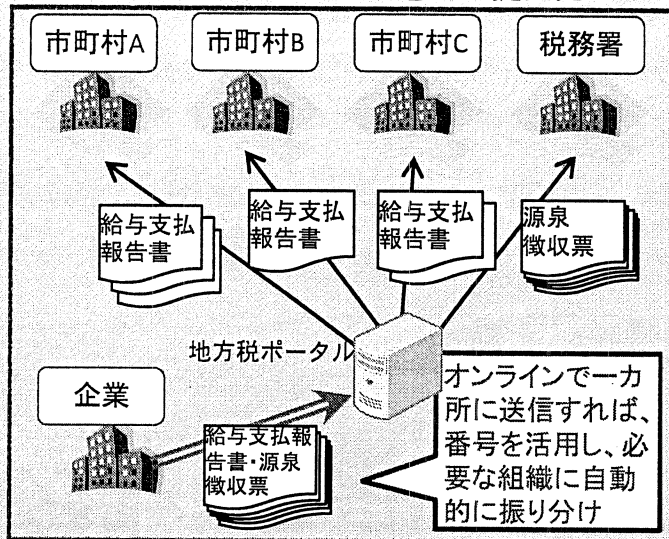 市町村A
市町村B
市町村C
税務署
給与支払
報告書
給与支払
報告書
給与支払
報告書
源泉
徴収票
地方税ポータル
企業
給与支払報
告書・源泉
徴収票
オンラインで一カ
所に送信すれば、
番号を活用し、必
要な組織に自動
的に振り分け